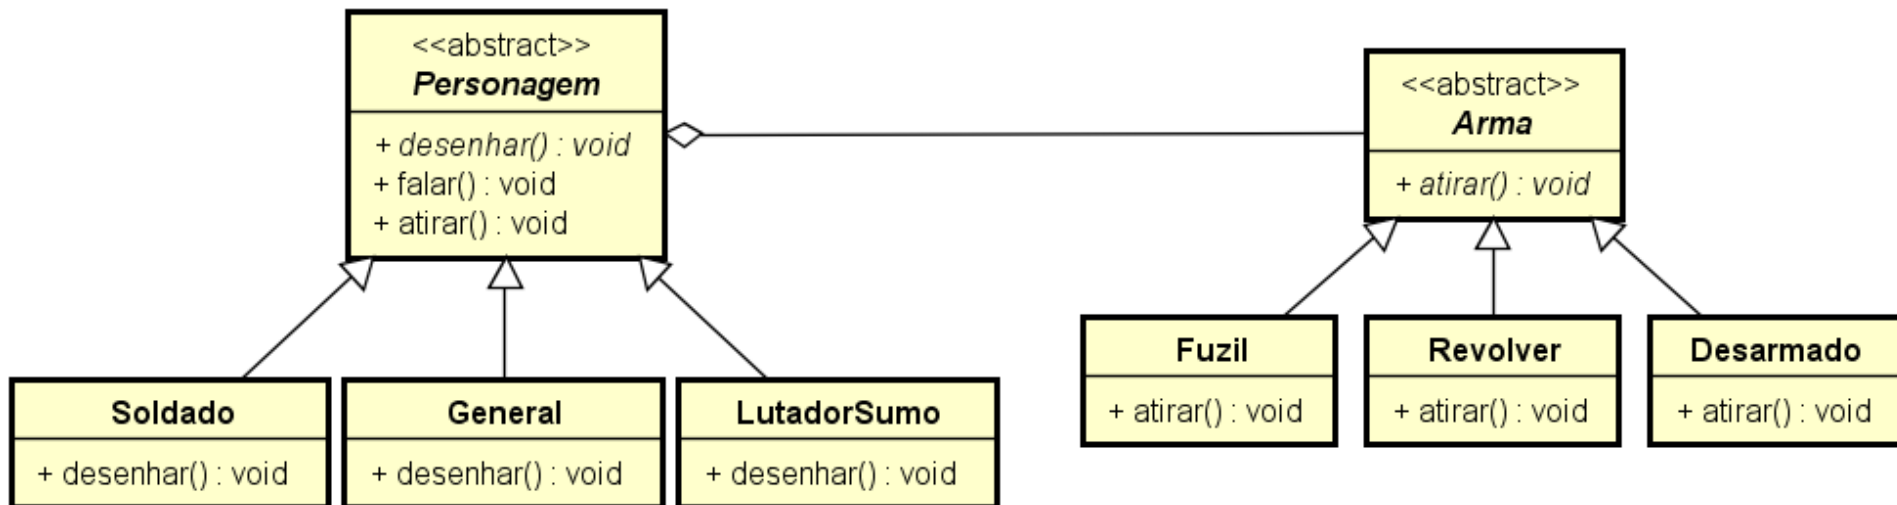 <<abstract>>
Personagem
+ desenhar() : void
+ falar() : void
+ atirar() : void
<<abstract>>
Arma
+ atirar() : void
Soldado
+ desenhar() : void
General
+ desenhar() : void
LutadorSumo
+ desenhar() : void
Fuzil
+ atirar() : void
Revolver
+ atirar() : void
Desarmado
+ atirar() : void